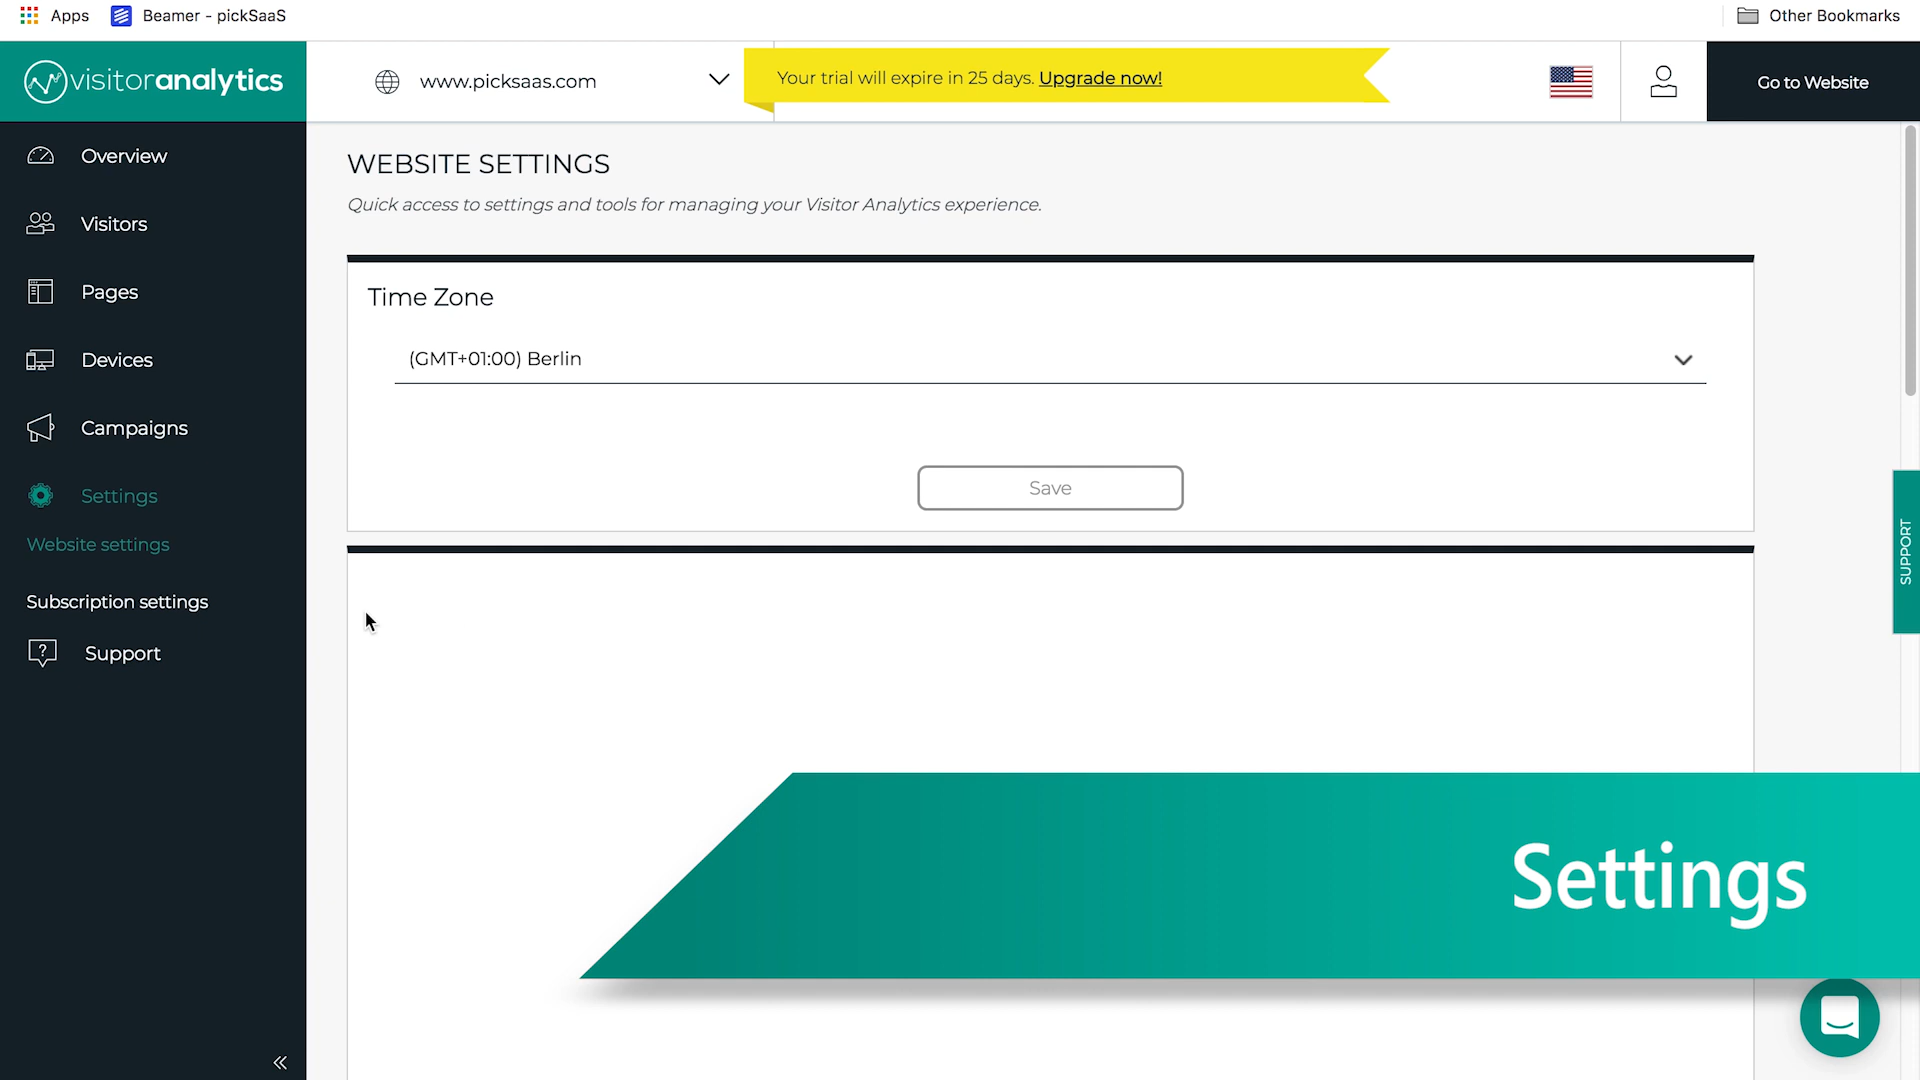 Apps
Beamer - pickSaaS
Other Bookmarks
visitoranalytics
www.picksaas.com
Your trial will expire in 25 days. Upgrade now!
Go to Website
Overview
Visitors
Pages
Devices
Campaigns
Settings
Website settings
Subscription settings
? Support
WEBSITE SETTINGS
Quick access to settings and tools for managing your Visitor Analytics experience.
Time Zone
(GMT+01:00) Berlin
Save
SUPPORT
Settings